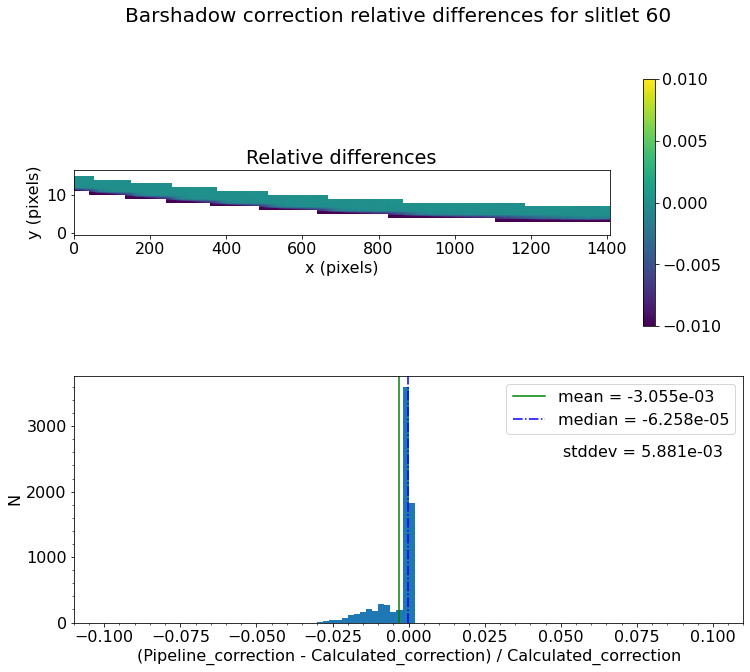 Barshadow correction relative differences for slitlet 60
Relative differences
y (pixels)
10
0
0 200 400 600 800 1000 1200 1400
x (pixels)
0.010
0.005
0.000
−0.005
−0.010
mean = -3.055e-03
median = -6.258e-05
stddev = 5.881e-03
N
3000
2000
1000
0
−0.100 −0.075 −0.050 −0.025 0.000 0.025 0.050 0.075 0.100
(Pipeline_correction - Calculated_correction) / Calculated_correction